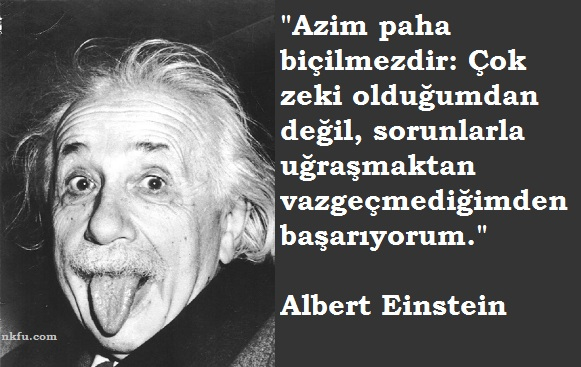 "Azim paha
biçilmezdir: Çok
zeki olduğumdan
değil, sorunlarla
uğraşmaktan
vazgeçmediğimden
başarıyorum."
Albert Einstein
nkfu.com